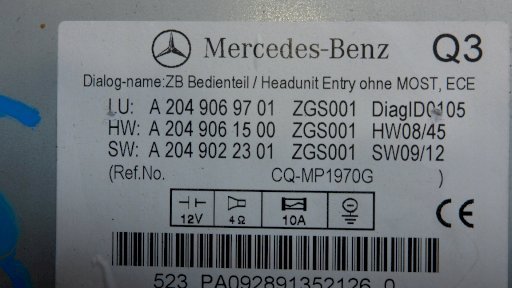 Mercedes-Benz Q3
Dialog-name:ZB Bedienteil / Headunit Entry ohne MOST, ECE
LU: A 204 906 97 01 ZGS001 DiagID0105
HW: A 204 906 15 00 ZGS001 HW08/45
SW: A 204 902 23 01 ZGS001 SW09/12
(Ref.No. CQ-MP1970G )
12V 4Ω 10A CE
523 PA092891352126 0